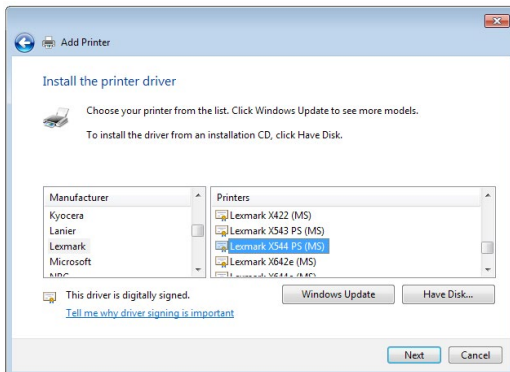 Add Printer
Install the printer driver
Choose your printer from the list. Click Windows Update to see more models.
To install the driver from an installation CD, click Have Disk.
Manufacturer
Kyocera
Lanier
Lexmark
Microsoft
Printers
Lexmark X422 (MS)
Lexmark X543 PS (MS)
Lexmark X544 PS (MS)
Lexmark X642e (MS)
This driver is digitally signed.
Tell me why driver signing is important
Windows Update
Have Disk...
Next
Cancel